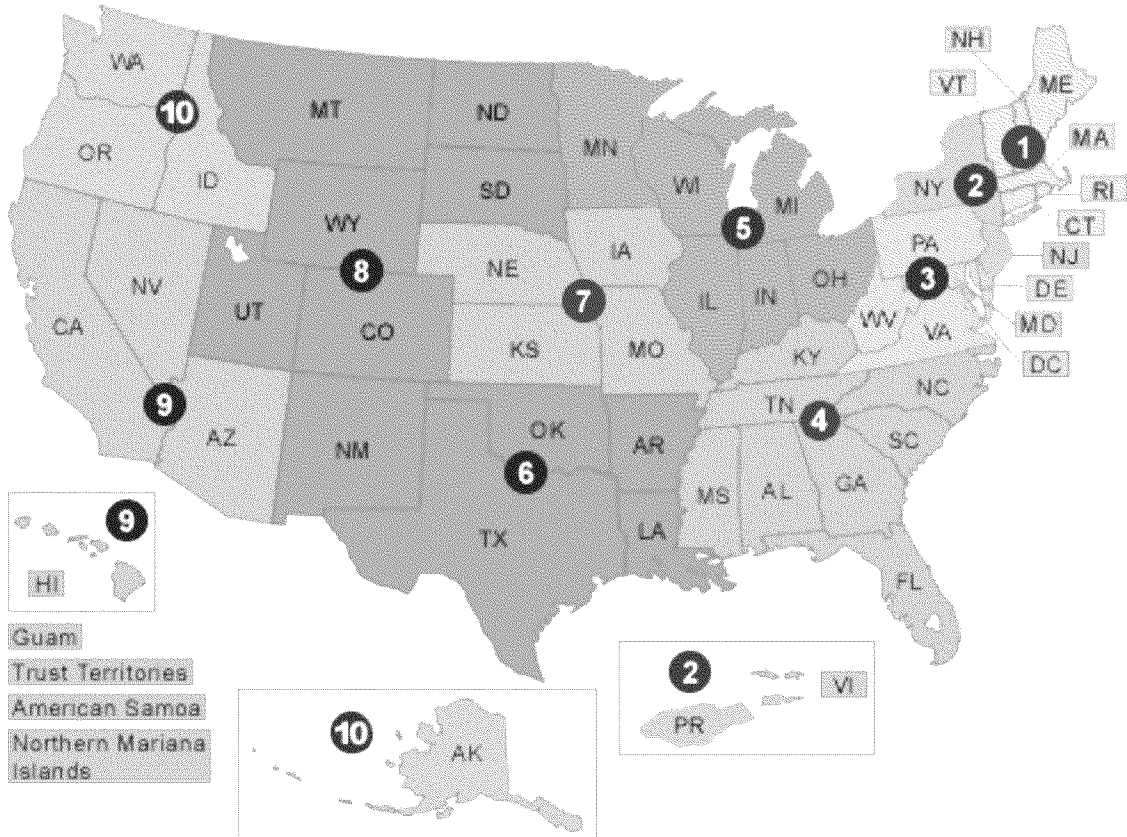 NH
WA
VT
ME
10
MT
ND
MN
OR
1
MA
ID
SD
WI
MI
NY
2
RI
WY
5
CT
PA
8
NE
IA
NJ
NV
7
OH
3
DE
CA
UT
CO
IL
IN
WV
MD
KS
MO
VA
KY
DC
9
NC
TN
4
AZ
NM
OK
AR
SC
6
MS
AL
GA
9
TX
LA
HI
FL
Guam
Trust Territories
American Samoa
Northern Mariana
Islands
2
VI
PR
10
AK